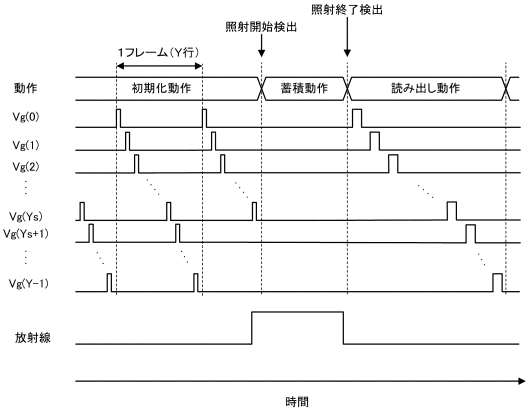 照射終了検出
照射開始検出
1フレーム(Y行)
動作
初期化動作
蓄積動作
読み出し動作
Vg(0)
Vg(1)
Vg(2)
Vg(Ys)
Vg(Ys+1)
Vg(Y-1)
放射線
時間